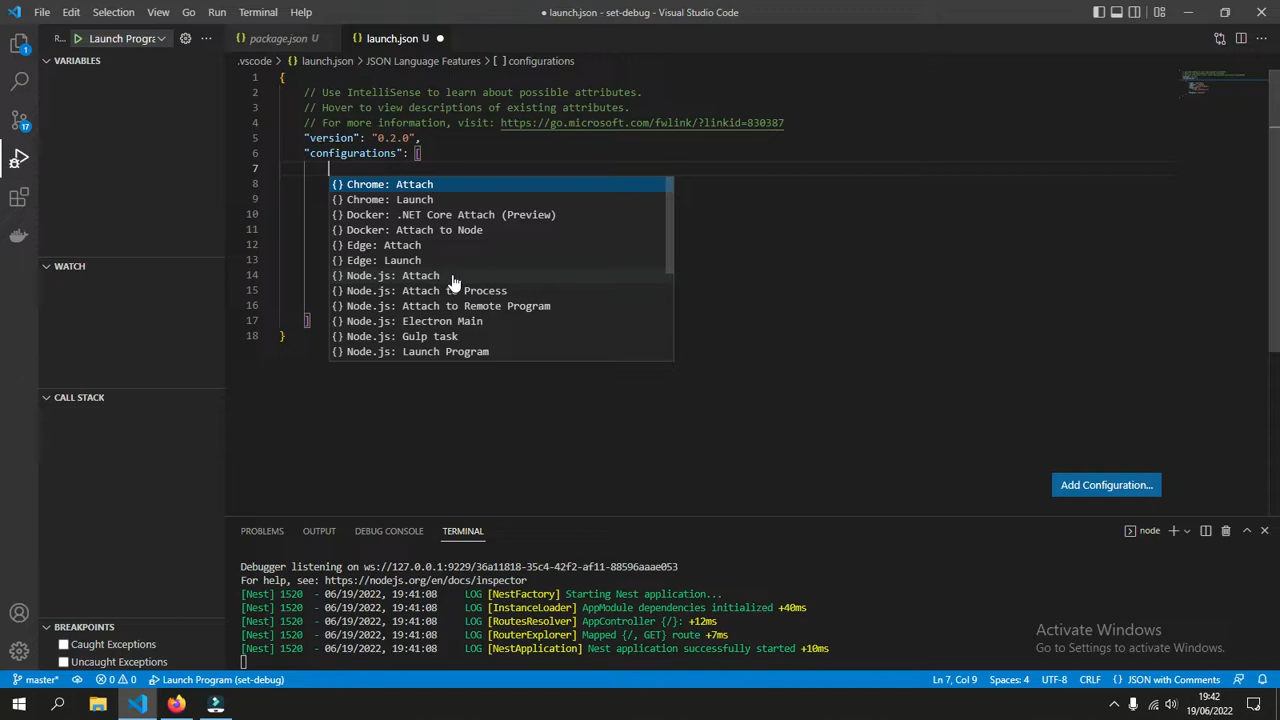 File Edit Selection View Go Run Terminal Help
● launch.json - set-debug - Visual Studio Code
R... Launch Progra
package.json U
launch.json U ●
VARIABLES
.vscode > launch.json > JSON Language Features > [ ] configurations
1 {
2 // Use IntelliSense to learn about possible attributes.
3 // Hover to view descriptions of existing attributes.
4 // For more information, visit: https://go.microsoft.com/fwlink/?linkid=830387
5 "version": "0.2.0",
6 "configurations": [
7
8 {} Chrome: Attach
9 {} Chrome: Launch
10 {} Docker: .NET Core Attach (Preview)
11 {} Docker: Attach to Node
12 {} Edge: Attach
13 {} Edge: Launch
14 {} Node.js: Attach
15 {} Node.js: Attach to Process
16 {} Node.js: Attach to Remote Program
17 ] {} Node.js: Electron Main
18 } {} Node.js: Gulp task
{} Node.js: Launch Program
WATCH
CALL STACK
BREAKPOINTS
Caught Exceptions
Uncaught Exceptions
1
17
Add Configuration...
PROBLEMS OUTPUT DEBUG CONSOLE TERMINAL
node
Debugger listening on ws://127.0.0.1:9229/36a11818-35c4-42f2-af11-88596aaae053
For help, see: https://nodejs.org/en/docs/inspector
[Nest] 1520 - 06/19/2022, 19:41:08 LOG [NestFactory] Starting Nest application...
[Nest] 1520 - 06/19/2022, 19:41:08 LOG [InstanceLoader] AppModule dependencies initialized +40ms
[Nest] 1520 - 06/19/2022, 19:41:08 LOG [RoutesResolver] AppController {/}: +12ms
[Nest] 1520 - 06/19/2022, 19:41:08 LOG [RouterExplorer] Mapped {/, GET} route +7ms
[Nest] 1520 - 06/19/2022, 19:41:08 LOG [NestApplication] Nest application successfully started +10ms
Activate Windows
Go to Settings to activate Windows.
master* 0 0 Launch Program (set-debug)
Ln 7, Col 9 Spaces: 4 UTF-8 CRLF {} JSON with Comments
19:42
19/06/2022